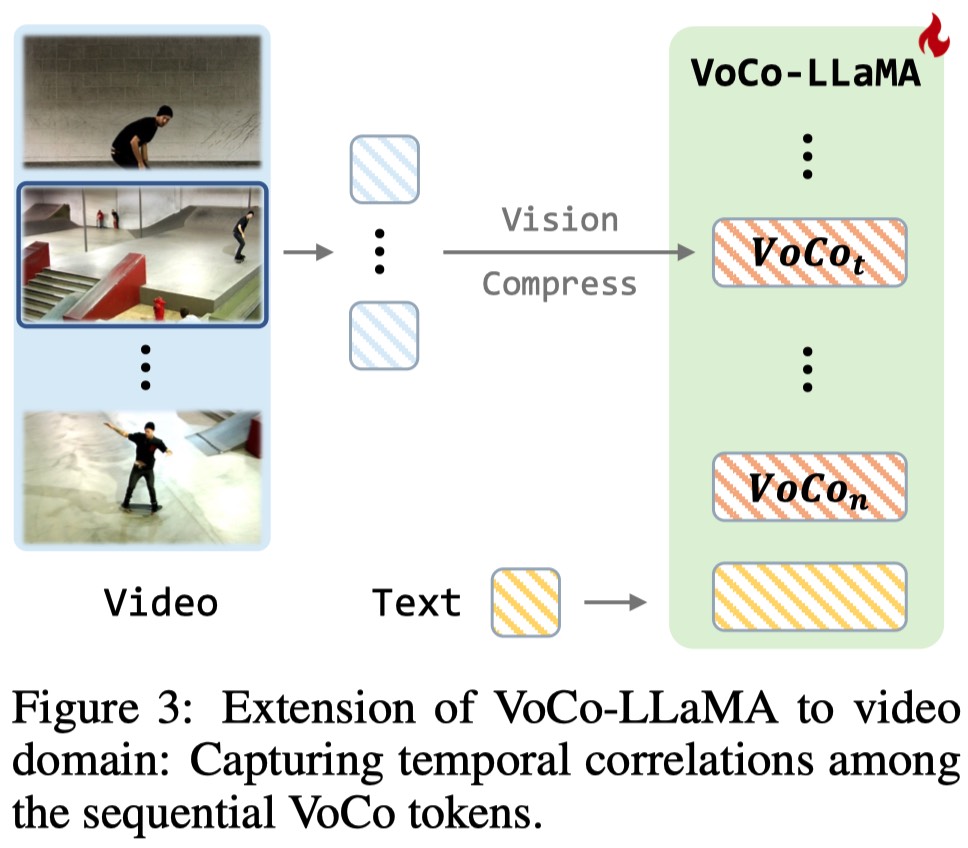 VoCo-LLaMA
Vision
Compress
VoCo_t
VoCo_n
Video
Text
Figure 3: Extension of VoCo-LLaMA to video
domain: Capturing temporal correlations among
the sequential VoCo tokens.